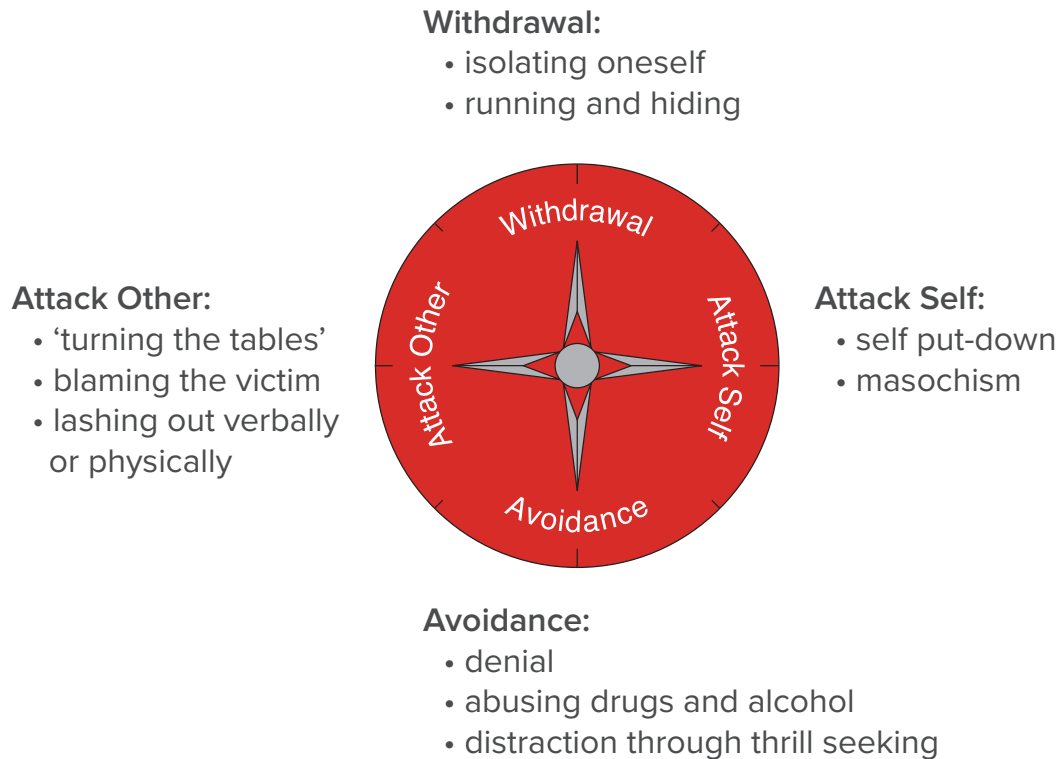 Withdrawal:
• isolating oneself
• running and hiding
Withdrawal
Attack Other:
• ‘turning the tables’
• blaming the victim
• lashing out verbally
or physically
Attack Other
Attack Self
Attack Self:
• self put-down
• masochism
Avoidance
Avoidance:
• denial
• abusing drugs and alcohol
• distraction through thrill seeking